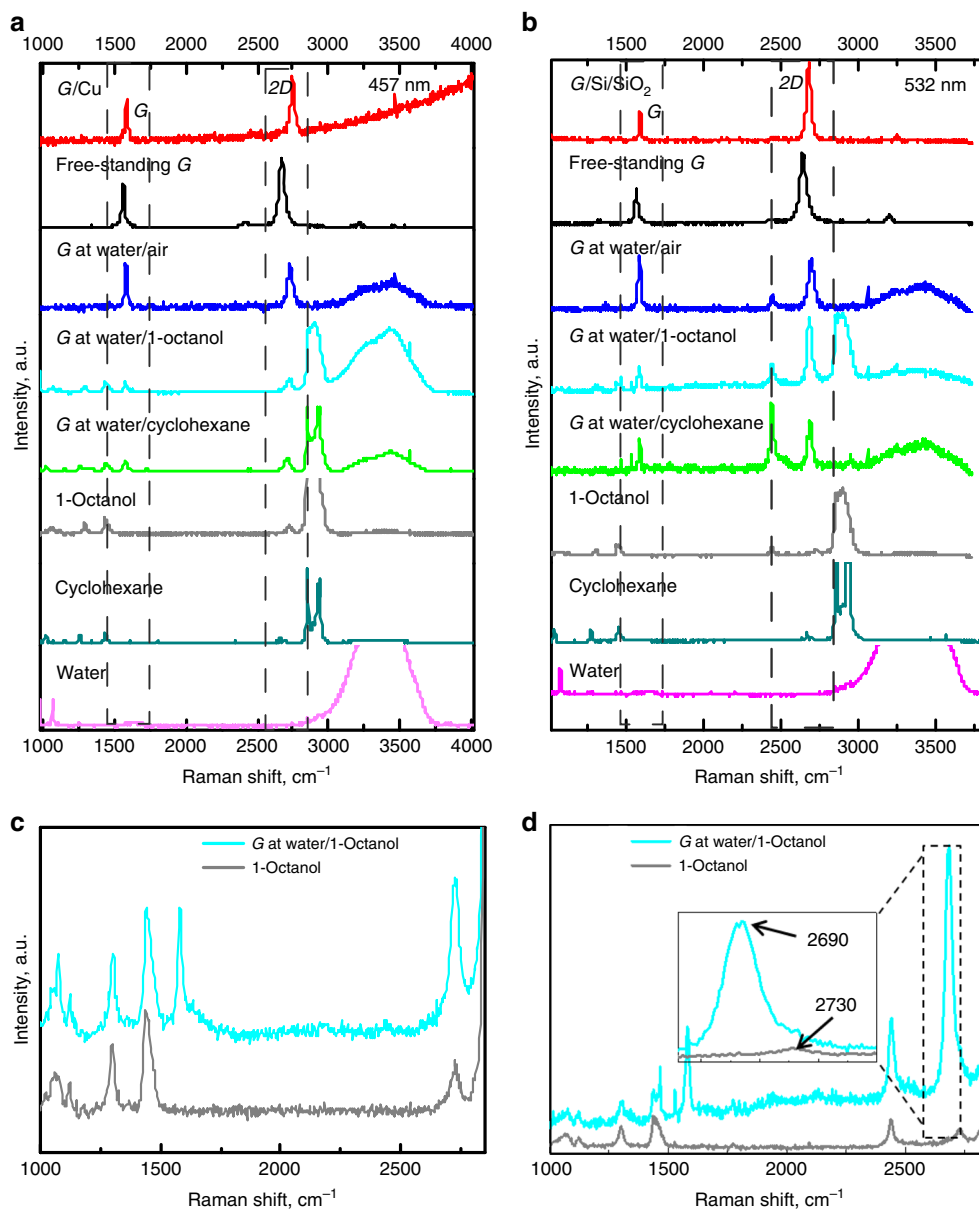 a
1000 1500 2000 2500 3000 3500 4000
G/Cu
G
2D
457 nm
Free-standing G
G at water/air
G at water/1-octanol
G at water/cyclohexane
1-Octanol
Cyclohexane
Water
Intensity, a.u.
1000 1500 2000 2500 3000 3500 4000
Raman shift, cm⁻¹
b
1500 2000 2500 3000 3500
G/Si/SiO₂
G
2D
532 nm
Free-standing G
G at water/air
G at water/1-octanol
G at water/cyclohexane
1-Octanol
Cyclohexane
Water
Intensity, a.u.
1500 2000 2500 3000 3500
Raman shift, cm⁻¹
c
G at water/1-Octanol
1-Octanol
Intensity, a.u.
1000 1500 2000 2500
Raman shift, cm⁻¹
d
G at water/1-Octanol
1-Octanol
2690
2730
Intensity, a.u.
1000 1500 2000 2500
Raman shift, cm⁻¹